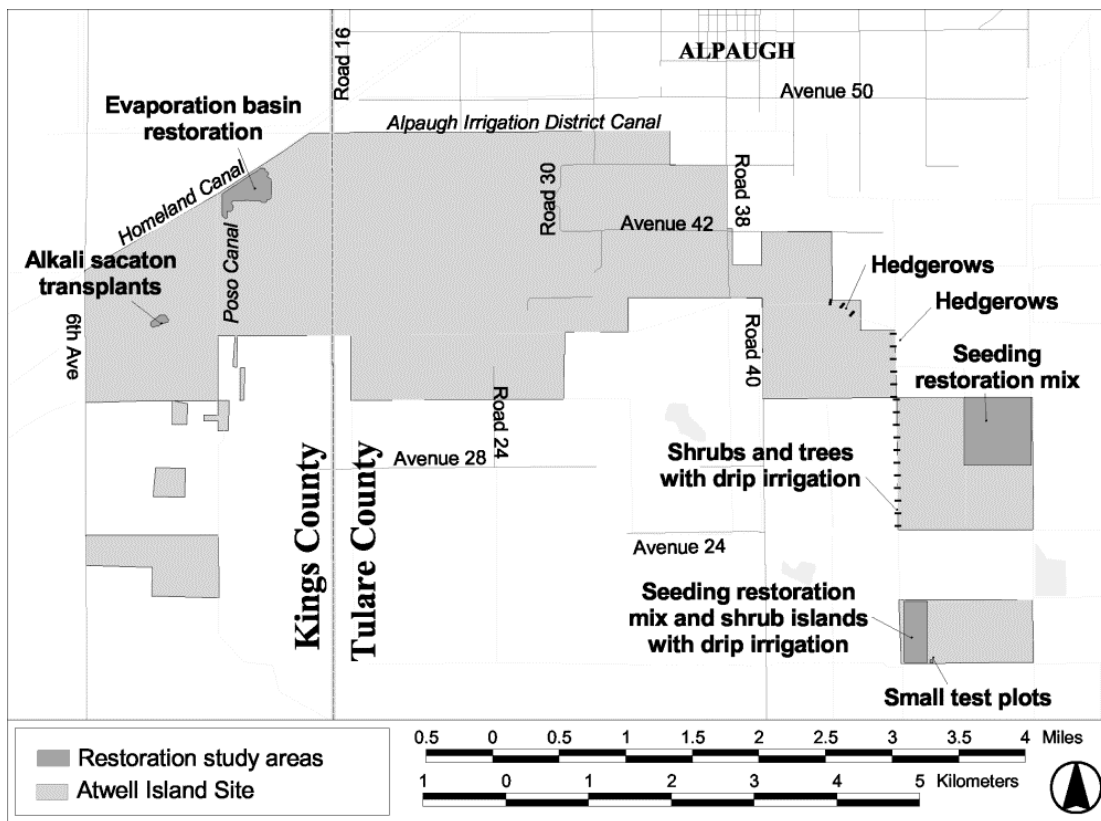 Road 16
ALPAUGH
Avenue 50
Evaporation basin
restoration
Alpaugh Irrigation District Canal
Homeland Canal
Road 30
Road 38
Poso Canal
Avenue 42
Alkali sacaton
transplants
Hedgerows
Hedgerows
6th Ave
Road 40
Seeding
restoration mix
Road 24
Kings County
Tulare County
Avenue 28
Shrubs and trees
with drip irrigation
Avenue 24
Seeding restoration
mix and shrub islands
with drip irrigation
Small test plots
Restoration study areas
Atwell Island Site
0.5 0 0.5 1 1.5 2 2.5 3 3.5 4 Miles
1 0 1 2 3 4 5 Kilometers